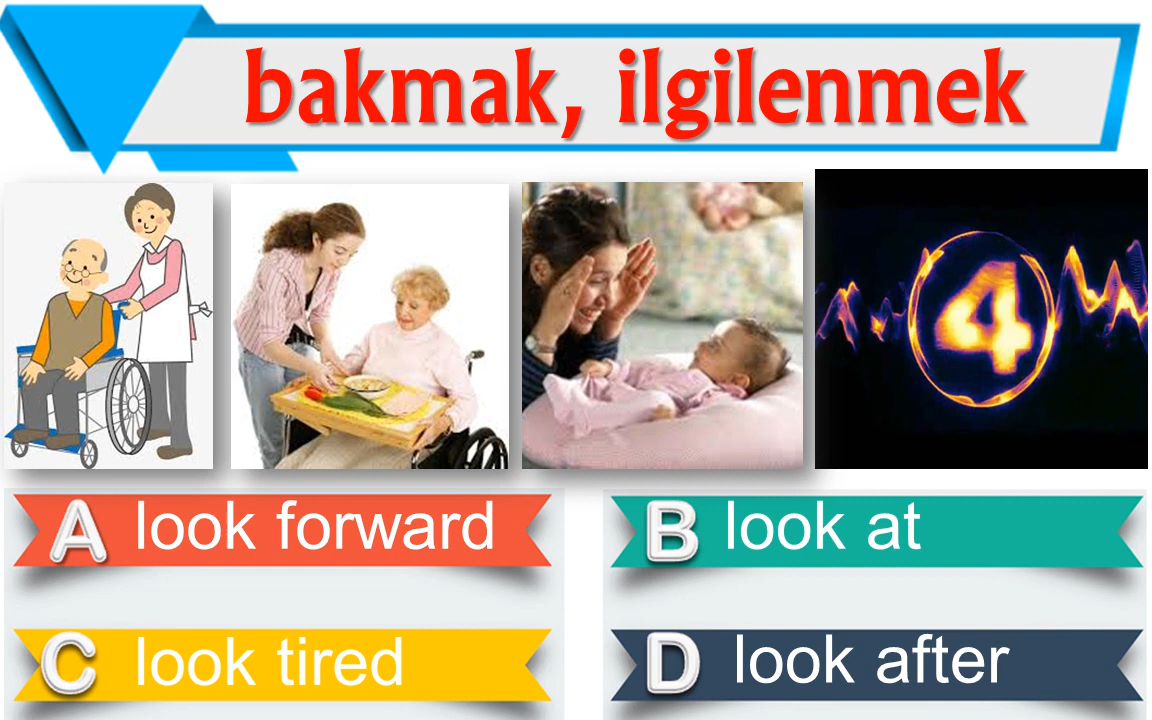 bakmak, ilgilenmek
4
A look forward
B look at
C look tired
D look after